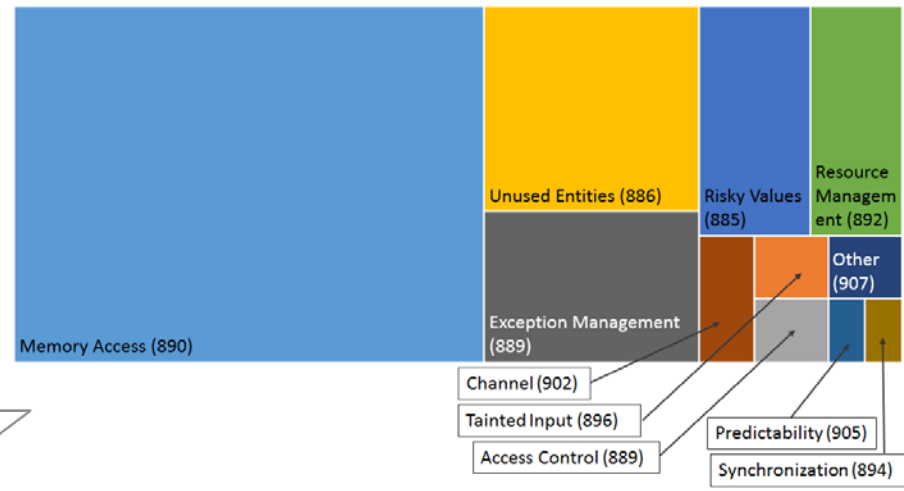 Memory Access (890)
Unused Entities (886)
Exception Management
(889)
Risky Values
(885)
Resource
Managem
ent (892)
Other
(907)
Channel (902)
Tainted Input (896)
Access Control (889)
Predictability (905)
Synchronization (894)